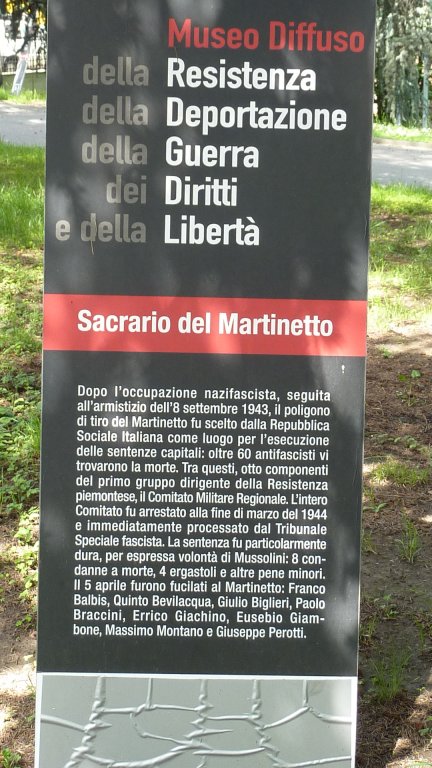 Museo Diffuso
della Resistenza
della Deportazione
della Guerra
dei Diritti
e della Libertà
Sacrario del Martinetto
Dopo l'occupazione nazifascista, seguita
all'armistizio dell'8 settembre 1943, il poligono
di tiro del Martinetto fu scelto dalla Repubblica
Sociale Italiana come luogo per l'esecuzione
delle sentenze capitali: oltre 60 antifascisti vi
trovarono la morte. Tra questi, otto componenti
del primo gruppo dirigente della Resistenza
piemontese, il Comitato Militare Regionale. L'intero
Comitato fu arrestato alla fine di marzo del 1944
e immediatamente processato dal Tribunale
Speciale fascista. La sentenza fu particolarmente
dura, per espressa volontà di Mussolini: 8 con-
danne a morte, 4 ergastoli e altre pene minori.
Il 5 aprile furono fucilati al Martinetto: Franco
Balbis, Quinto Bevilacqua, Giulio Biglieri, Paolo
Braccini, Errico Giachino, Eusebio Giam-
bone, Massimo Montano e Giuseppe Perotti.